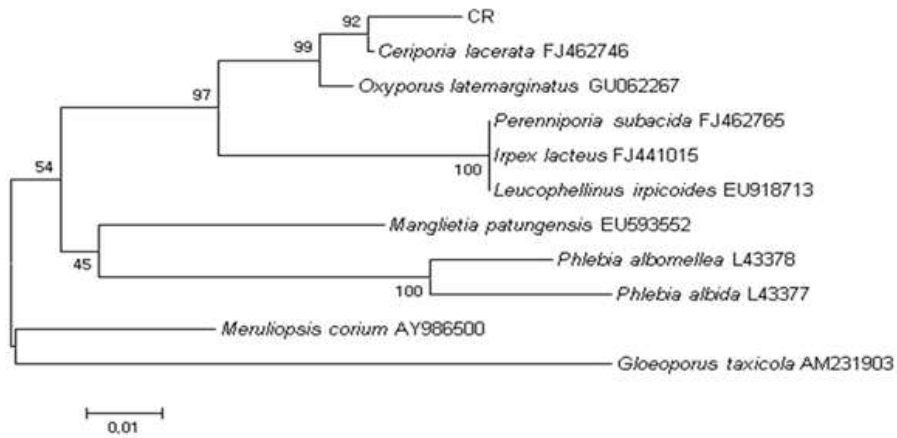 92
CR
Ceriporia lacerata FJ462746
99
Oxyporus latemarginatus GU062267
97
Perenniporia subacida FJ462765
Irpex lacteus FJ441015
100
Leucophellinus irpicoides EU918713
54
Manglietia patungensis EU593552
45
Phlebia albomellea L43378
100
Phlebia albida L43377
Meruliopsis corium AY986500
Gloeoporus taxicola AM231903
0,01